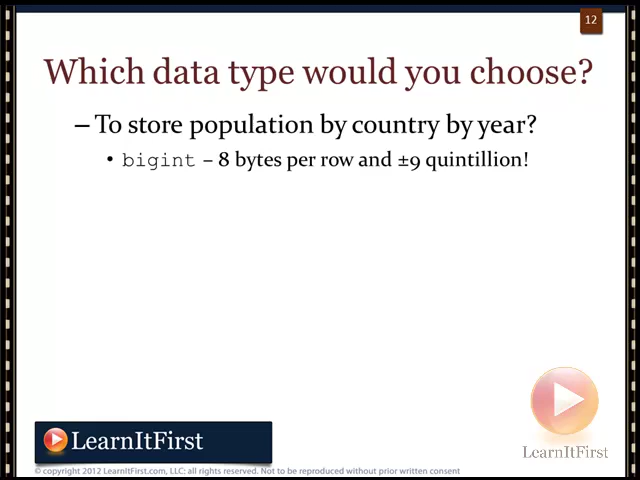 12
Which data type would you choose?
– To store population by country by year?
• bigint – 8 bytes per row and ±9 quintillion!
LearnItFirst
LearnItFirst
© copyright 2012 LearnItFirst.com, LLC; all rights reserved. Not to be reproduced without prior written consent